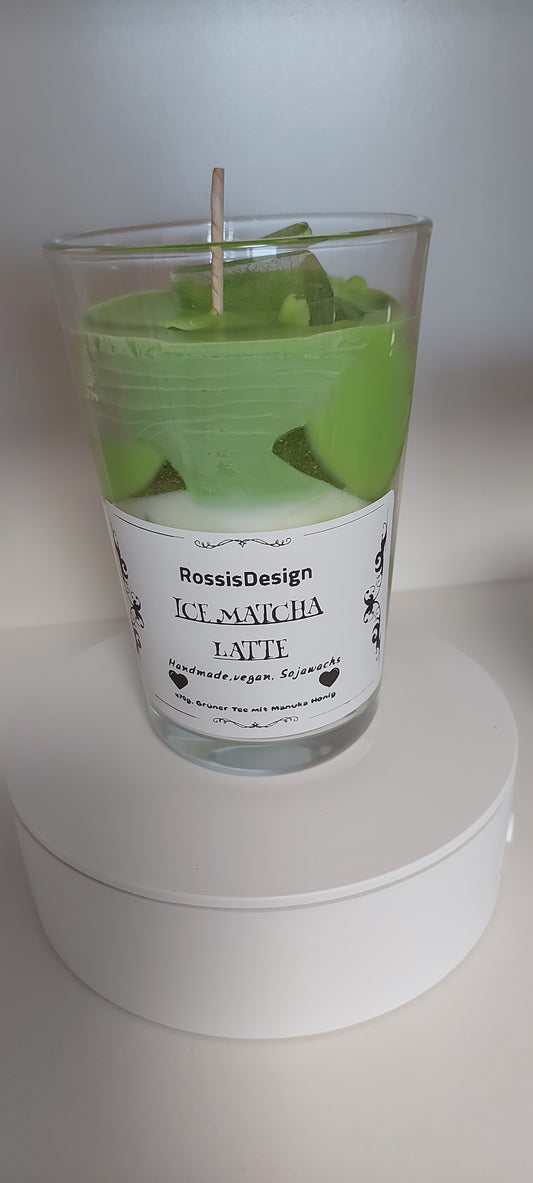 RossisDesign
ICE MATCHA
LATTE
Handmade,vegan, Sojawachs
470g, Grüner Tee mit Manuka Honig